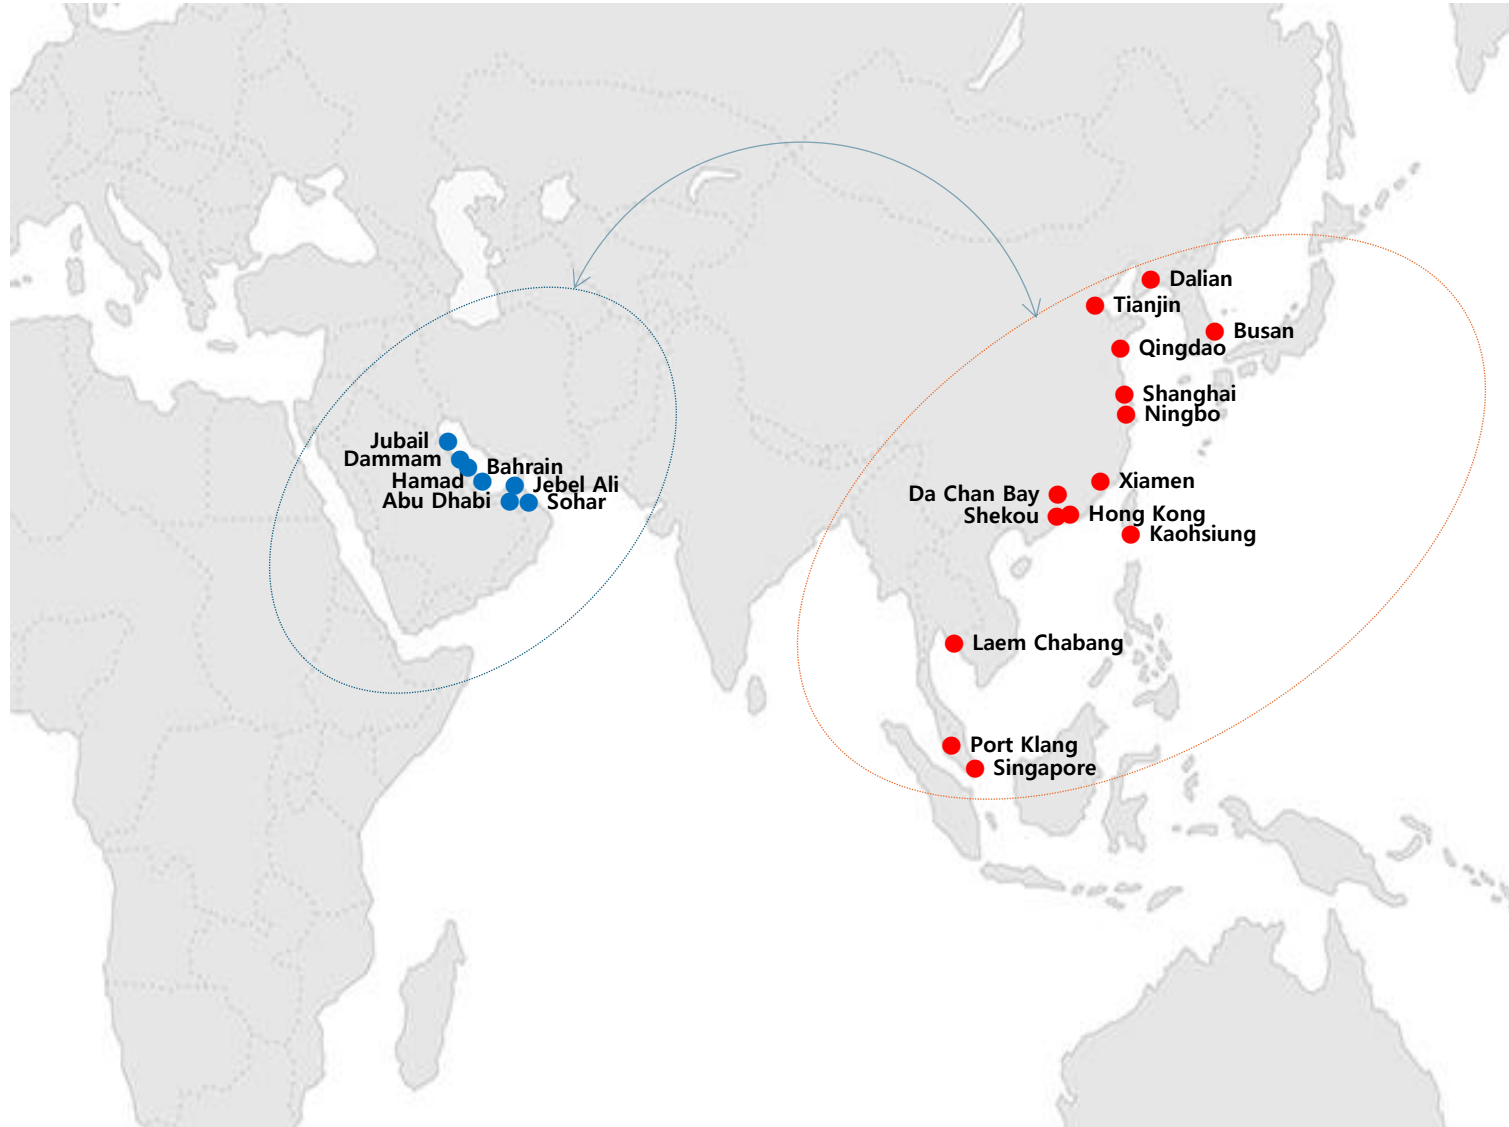 Dalian
Tianjin
Busan
Qingdao
Shanghai
Ningbo
Jubail
Dammam
Bahrain
Hamad
Jebel Ali
Abu Dhabi
Sohar
Xiamen
Da Chan Bay
Shekou
Hong Kong
Kaohsiung
Laem Chabang
Port Klang
Singapore